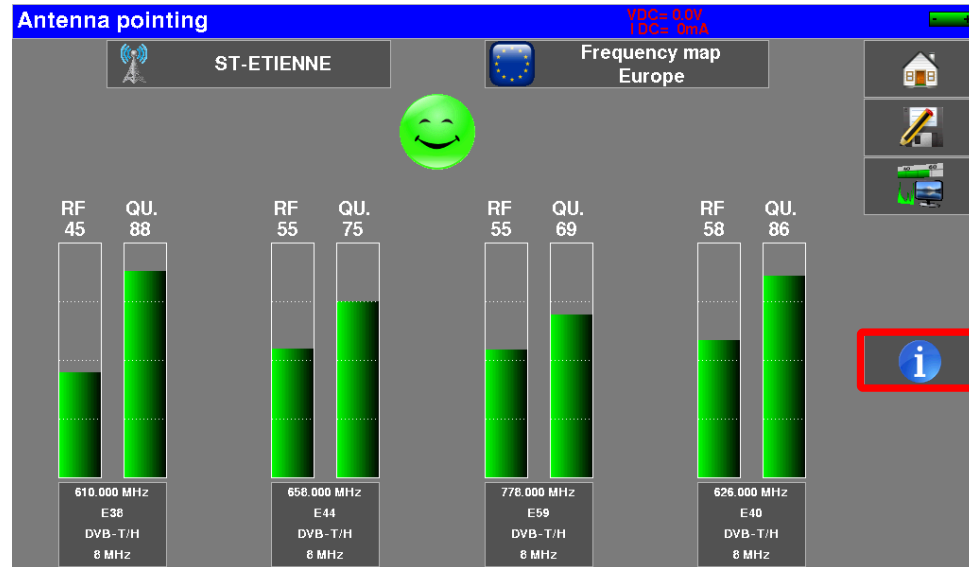 Antenna pointing
VDC= 0.0V
I DC= 0mA
ST-ETIENNE
Frequency map
Europe
RF QU.
45 88
RF QU.
55 75
RF QU.
55 69
RF QU.
58 86
610.000 MHz
E38
DVB-T/H
8 MHz
658.000 MHz
E44
DVB-T/H
8 MHz
778.000 MHz
E59
DVB-T/H
8 MHz
626.000 MHz
E40
DVB-T/H
8 MHz